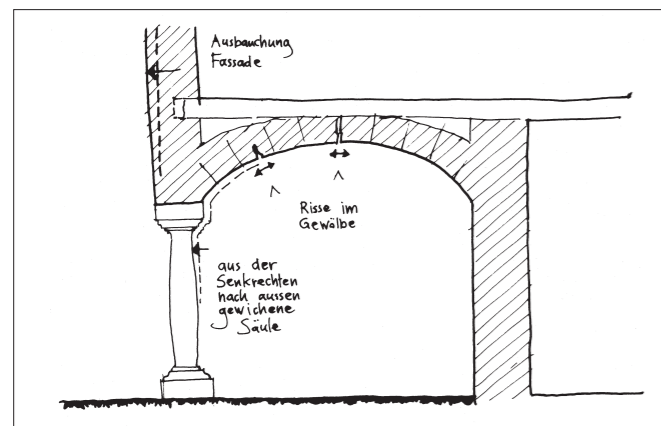 Ausbauchung
Fassade
Risse im
Gewölbe
aus der
Senkrechten
nach aussen
gewichene
Säule